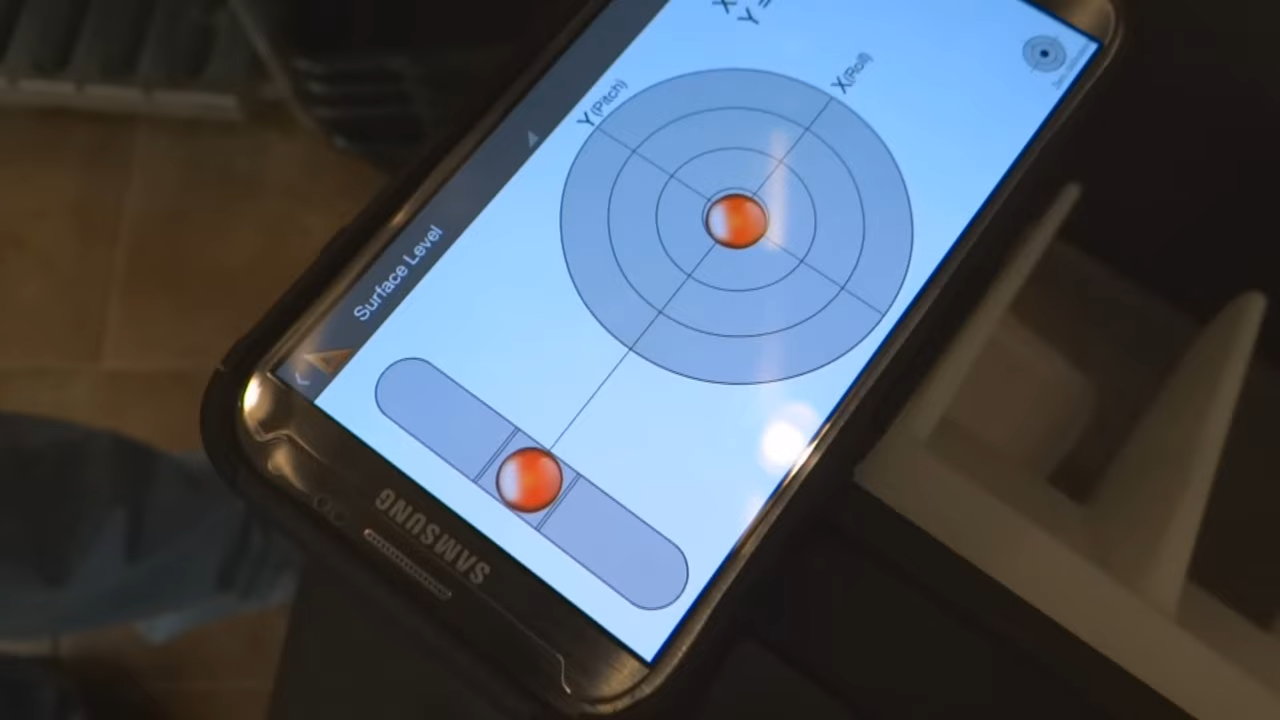 Surface Level
X
Y =
Y(Pitch)
X(Roll)
SAMSUNG